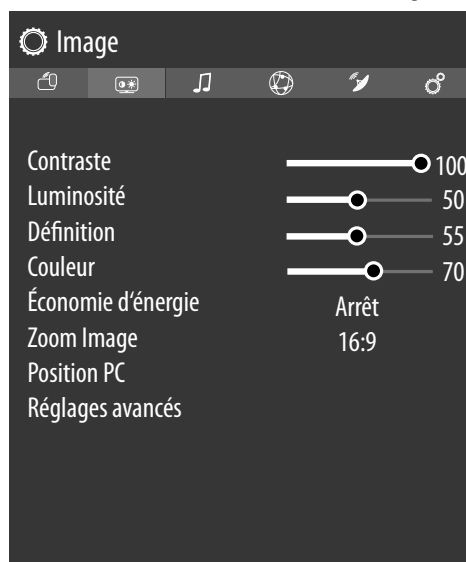 Image
Contraste 100
Luminosité 50
Définition 55
Couleur 70
Économie d‘énergie Arrêt
Zoom Image 16:9
Position PC
Réglages avancés